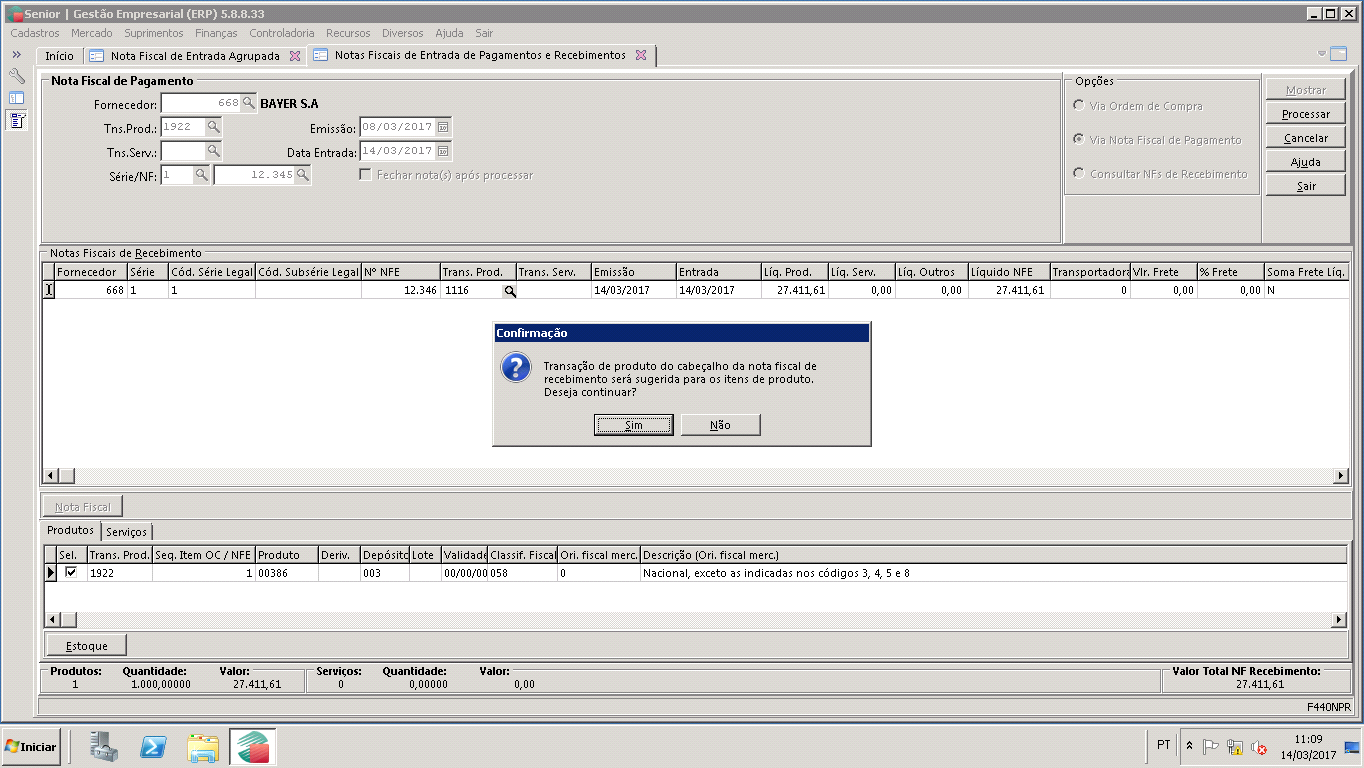 Senior | Gestão Empresarial (ERP) 5.8.8.33
Cadastros Mercado Suprimentos Finanças Controladoria Recursos Diversos Ajuda Sair
Início Nota Fiscal de Entrada Agrupada Notas Fiscais de Entrada de Pagamentos e Recebimentos
Nota Fiscal de Pagamento
Fornecedor: 668 BAYER S.A
Tns.Prod.: 1922 Emissão: 08/03/2017
Tns.Serv.: Data Entrada: 14/03/2017
Série/NF: 1 12.345 Fechar nota(s) após processar
Opções
Via Ordem de Compra
Via Nota Fiscal de Pagamento
Consultar NFs de Recebimento
Mostrar
Processar
Cancelar
Ajuda
Sair
Notas Fiscais de Recebimento
Fornecedor Série Cód. Série Legal Cód. Subsérie Legal Nº NFE Trans. Prod. Trans. Serv. Emissão Entrada Líq. Prod. Líq. Serv. Líq. Outros Líquido NFE Transportadora Vlr. Frete % Frete Soma Frete Líq.
668 1 1 12.346 1116 14/03/2017 14/03/2017 27.411,61 0,00 0,00 27.411,61 0 0,00 0,00 N
Confirmação
Transação de produto do cabeçalho da nota fiscal de
recebimento será sugerida para os itens de produto.
Deseja continuar?
Sim Não
Nota Fiscal
Produtos Serviços
Sel. Trans. Prod. Seq. Item OC / NFE Produto Deriv. Depósito Lote Validade Classif. Fiscal Ori. fiscal merc. Descrição (Ori. fiscal merc.)
1922 1 00386 003 00/00/00 058 0 Nacional, exceto as indicadas nos códigos 3, 4, 5 e 8
Estoque
Produtos: Quantidade: Valor: Serviços: Quantidade: Valor: Valor Total NF Recebimento:
1 1.000,00000 27.411,61 0 0,00000 0,00 27.411,61
F440NPR
Iniciar PT 11:09
14/03/2017